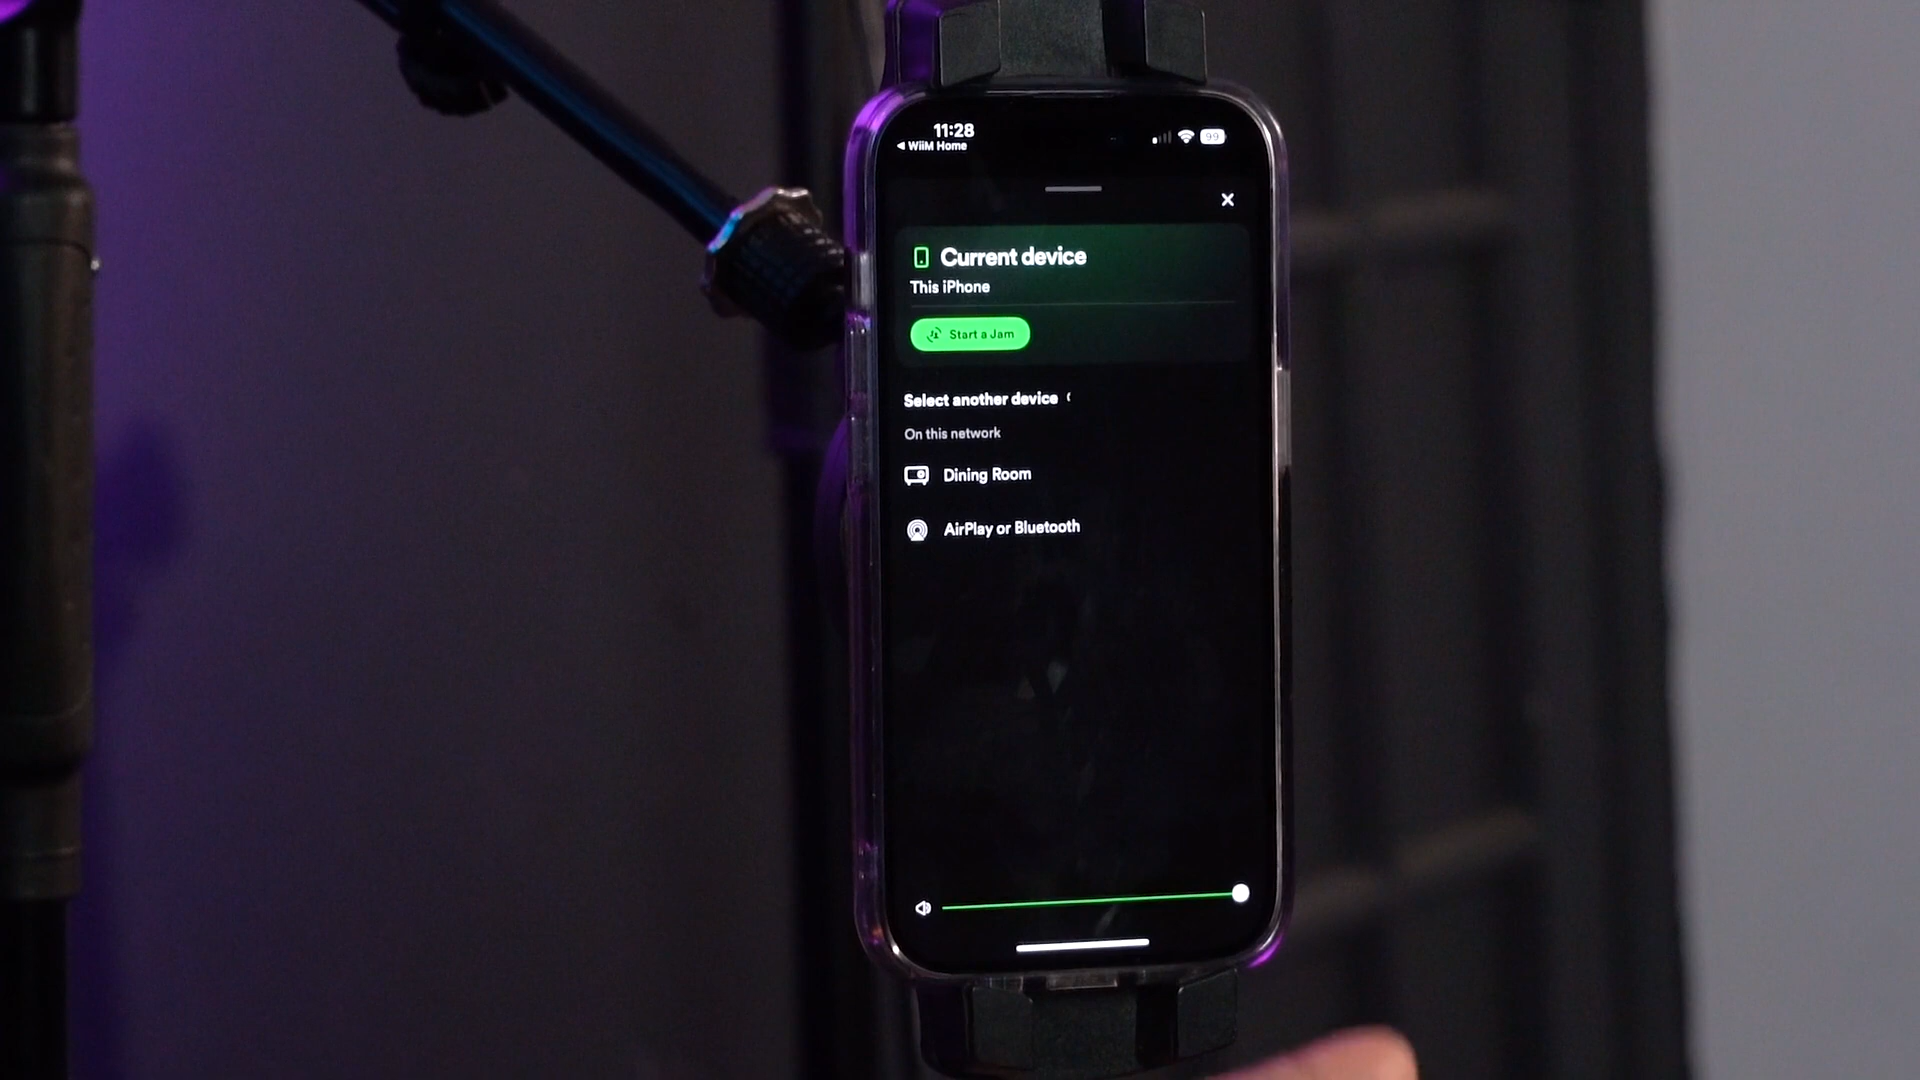 11:28
◀ WiiM Home
99
Current device
This iPhone
Start a Jam
Select another device
On this network
Dining Room
AirPlay or Bluetooth